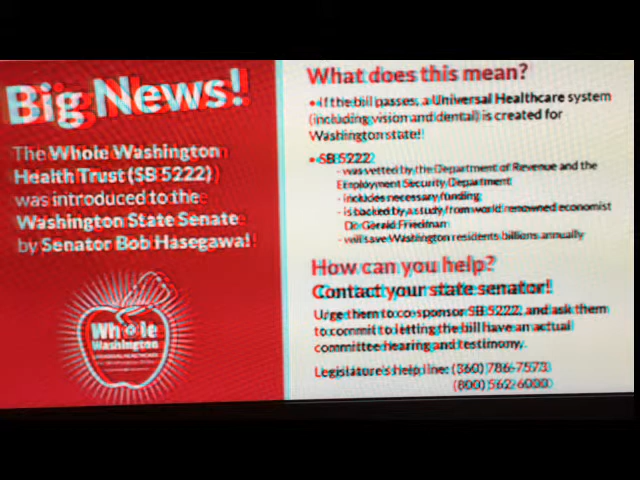 Big News!
The Whole Washington
Health Trust (SB 5222)
was introduced to the
Washington State Senate
by Senator Bob Hasegawa!
Whole
Washington
What does this mean?
• If the bill passes, a Universal Healthcare system
(including vision and dental) is created for
Washington state!
• SB 5222
- was vetted by the Department of Revenue and the
Employment Security Department
- includes necessary funding
- is backed by a study from world renowned economist
Dr. Gerald Friedman
- will save Washington residents billions annually
How can you help?
Contact your state senator!
Urge them to co-sponsor SB 5222, and ask them
to commit to letting the bill have an actual
committee hearing and testimony.
Legislature's help line: (360) 786-7573
(800) 562-6000